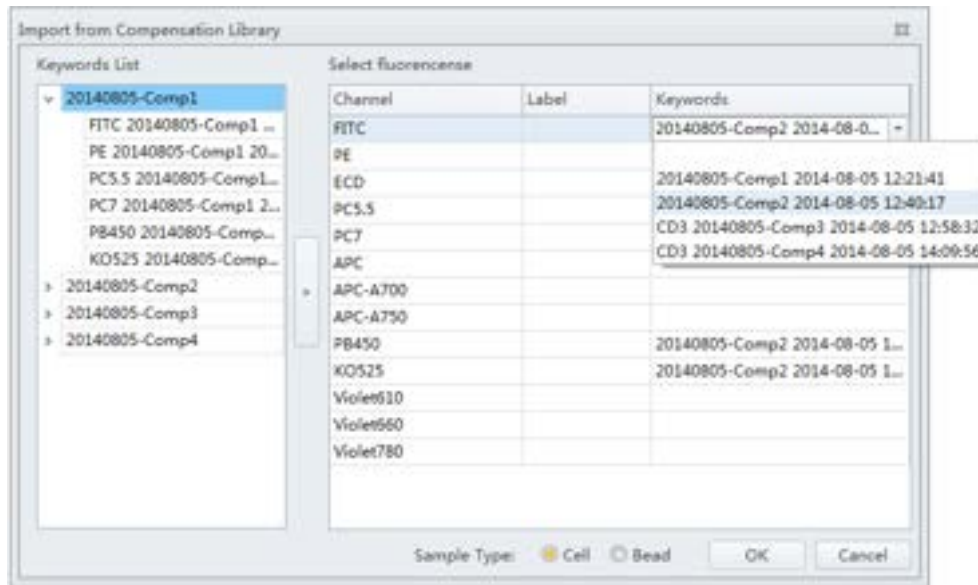 Import from Compensation Library
Keywords List
20140805-Comp1
FITC 20140805-Comp1 ...
PE 20140805-Comp1 20...
PC5.5 20140805-Comp1...
PC7 20140805-Comp1 2...
PB450 20140805-Comp...
KO525 20140805-Comp...
20140805-Comp2
20140805-Comp3
20140805-Comp4
Select fluorencense
Channel Label Keywords
FITC 20140805-Comp2 2014-08-0...
PE
ECD 20140805-Comp1 2014-08-05 12:21:41
PC5.5 20140805-Comp2 2014-08-05 12:40:17
PC7 CD3 20140805-Comp3 2014-08-05 12:58:32
APC CD3 20140805-Comp4 2014-08-05 14:09:56
APC-A700
APC-A750
PB450 20140805-Comp2 2014-08-05 1...
KO525 20140805-Comp2 2014-08-05 1...
Violet610
Violet660
Violet780
Sample Type: Cell Bead OK Cancel